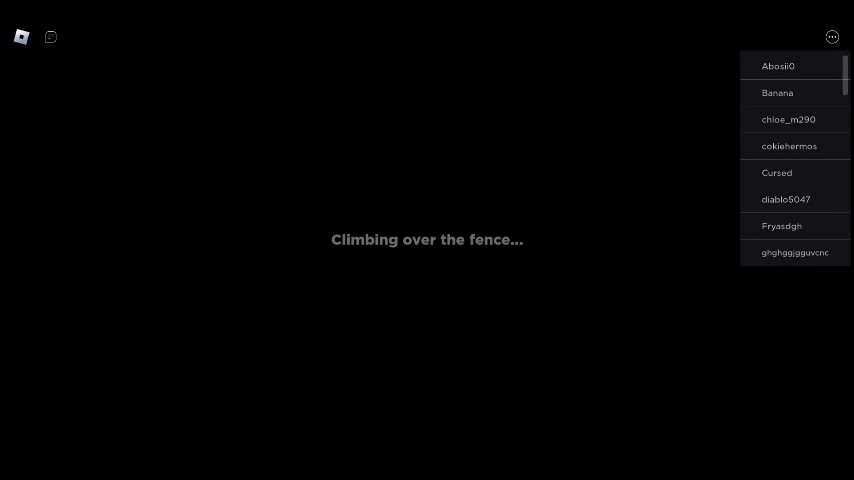 Abosii0
Banana
chloe_m290
cokiehermos
Cursed
diablo5047
Fryasdgh
ghghggjgguvcnc
Climbing over the fence...